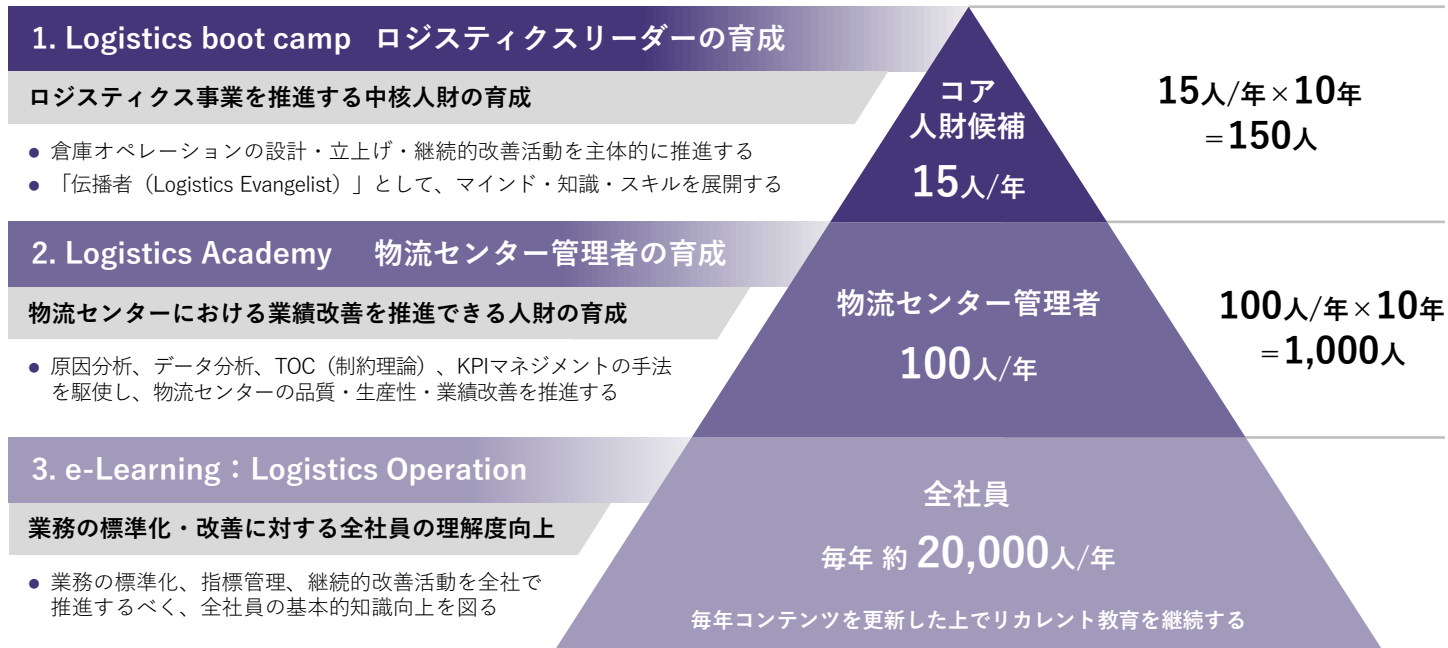 1. Logistics boot camp ロジスティクスリーダーの育成
ロジスティクス事業を推進する中核人財の育成
● 倉庫オペレーションの設計・立上げ・継続的改善活動を主体的に推進する
● 「伝播者（Logistics Evangelist）」として、マインド・知識・スキルを展開する
コア
人財候補
15人/年
15人/年×10年
＝150人
2. Logistics Academy 物流センター管理者の育成
物流センターにおける業績改善を推進できる人財の育成
● 原因分析、データ分析、TOC（制約理論）、KPIマネジメントの手法
を駆使し、物流センターの品質・生産性・業績改善を推進する
物流センター管理者
100人/年
100人/年×10年
＝1,000人
3. e-Learning：Logistics Operation
業務の標準化・改善に対する全社員の理解度向上
● 業務の標準化、指標管理、継続的改善活動を全社で
推進するべく、全社員の基本的知識向上を図る
全社員
毎年 約 20,000人/年
毎年コンテンツを更新した上でリカレント教育を継続する